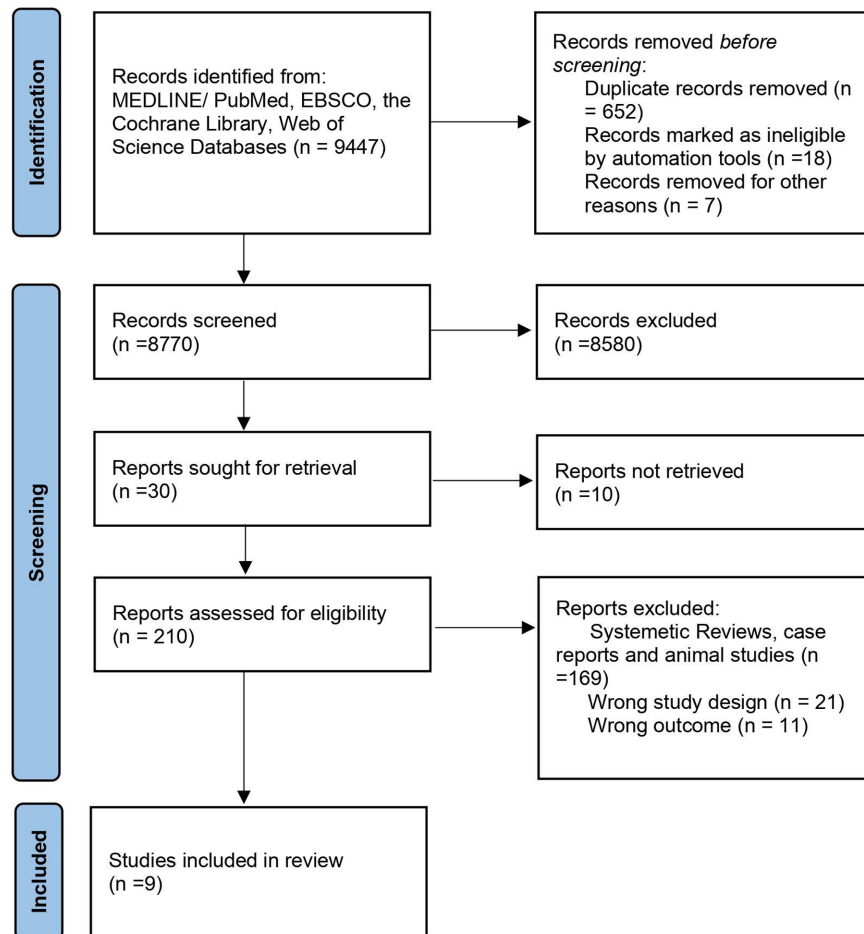 Identification
Records identified from:
MEDLINE/ PubMed, EBSCO, the
Cochrane Library, Web of
Science Databases (n = 9447)
Records removed before
screening:
Duplicate records removed (n
= 652)
Records marked as ineligible
by automation tools (n =18)
Records removed for other
reasons (n = 7)
Screening
Records screened
(n =8770)
Records excluded
(n =8580)
Reports sought for retrieval
(n =30)
Reports not retrieved
(n =10)
Reports assessed for eligibility
(n = 210)
Reports excluded:
Systemetic Reviews, case
reports and animal studies (n
=169)
Wrong study design (n = 21)
Wrong outcome (n = 11)
Included
Studies included in review
(n =9)